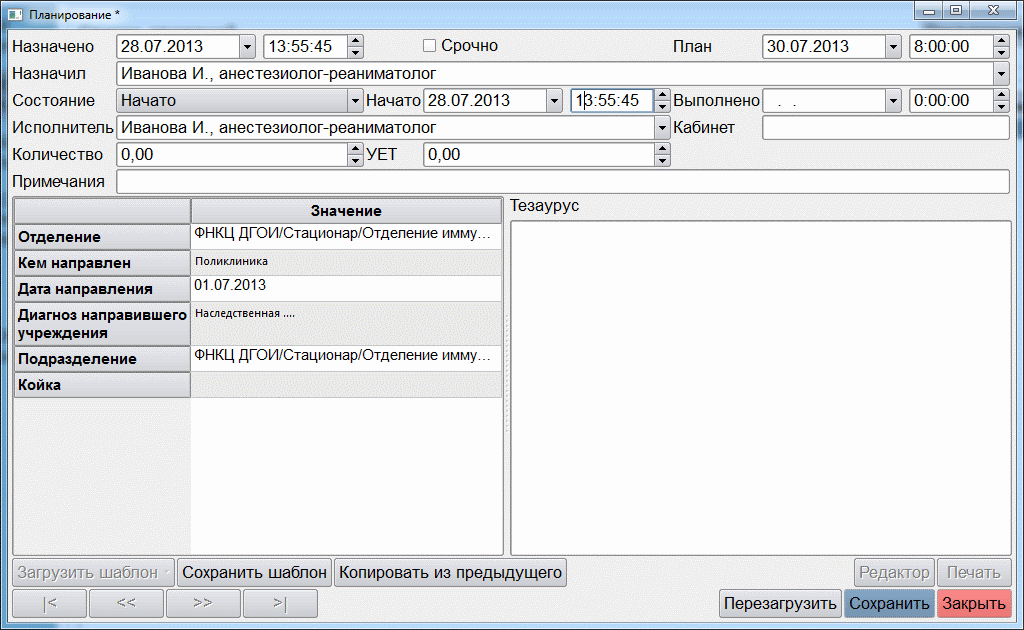 Планирование *
Назначено 28.07.2013 13:55:45 Срочно План 30.07.2013 8:00:00
Назначил Иванова И., анестезиолог-реаниматолог
Состояние Начато Начато 28.07.2013 13:55:45 Выполнено . . 0:00:00
Исполнитель Иванова И., анестезиолог-реаниматолог Кабинет
Количество 0,00 УЕТ 0,00
Примечания
Тезаурус
Значение
Отделение ФНКЦ ДГОИ/Стационар/Отделение имму...
Кем направлен Поликлиника
Дата направления 01.07.2013
Диагноз направившего Наследственная ....
учреждения
Подразделение ФНКЦ ДГОИ/Стационар/Отделение имму...
Койка
Загрузить шаблон Сохранить шаблон Копировать из предыдущего Редактор Печать
|< << >> >| Перезагрузить Сохранить Закрыть